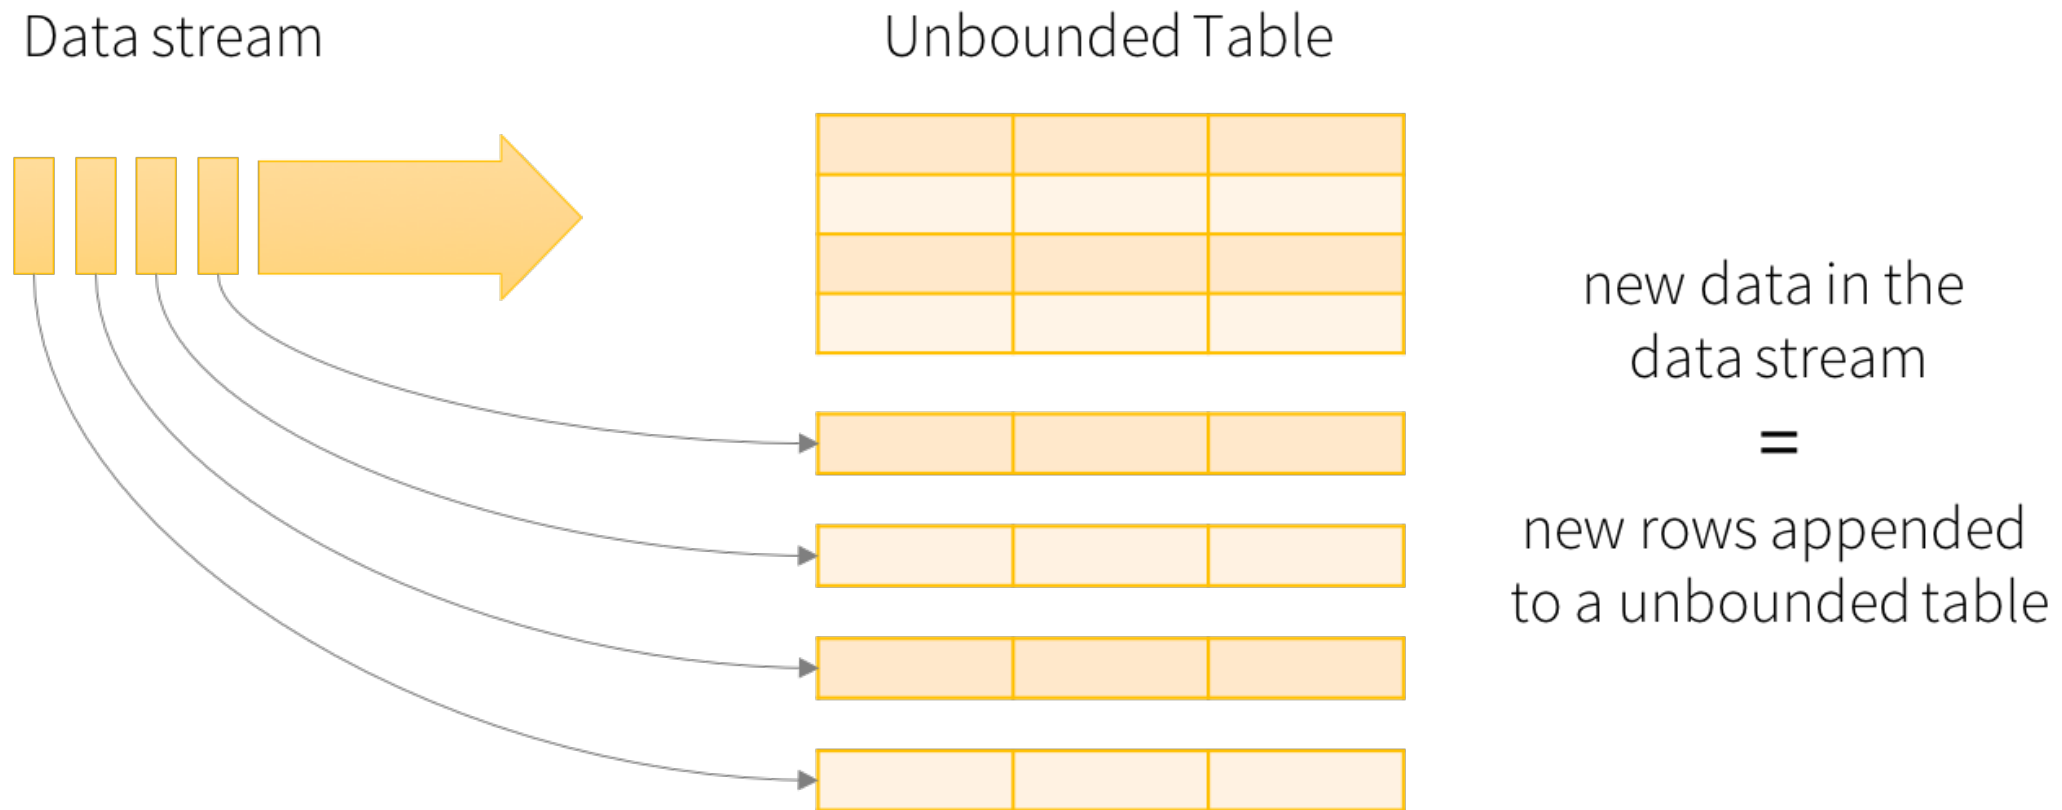 Data stream
Unbounded Table
new data in the
data stream
=
new rows appended
to a unbounded table